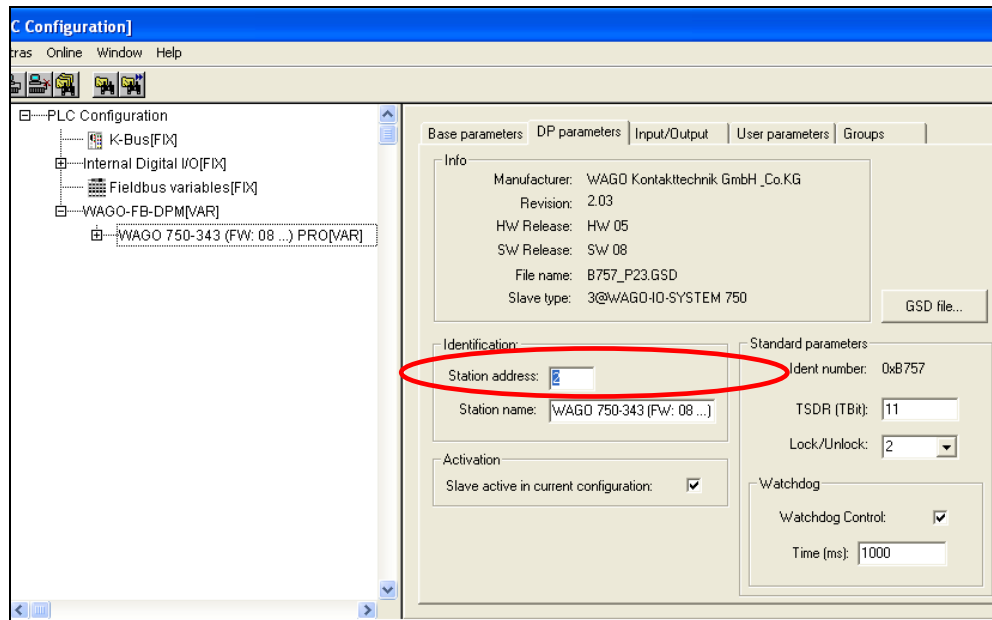 C Configuration]
tras Online Window Help
PLC Configuration
K-Bus[FIX]
Internal Digital I/O[FIX]
Fieldbus variables[FIX]
WAGO-FB-DPM[VAR]
WAGO 750-343 (FW: 08 ...) PRO[VAR]
Base parameters DP parameters Input/Output User parameters Groups
Info
Manufacturer: WAGO Kontakttechnik GmbH _Co.KG
Revision: 2.03
HW Release: HW 05
SW Release: SW 08
File name: B757_P23.GSD
Slave type: 3@WAGO-IO-SYSTEM 750
GSD file...
Identification:
Station address: 2
Station name: WAGO 750-343 (FW: 08 ...)
Activation
Slave active in current configuration:
Standard parameters
Ident number: 0xB757
TSDR (TBit): 11
Lock/Unlock: 2
Watchdog
Watchdog Control:
Time (ms): 1000